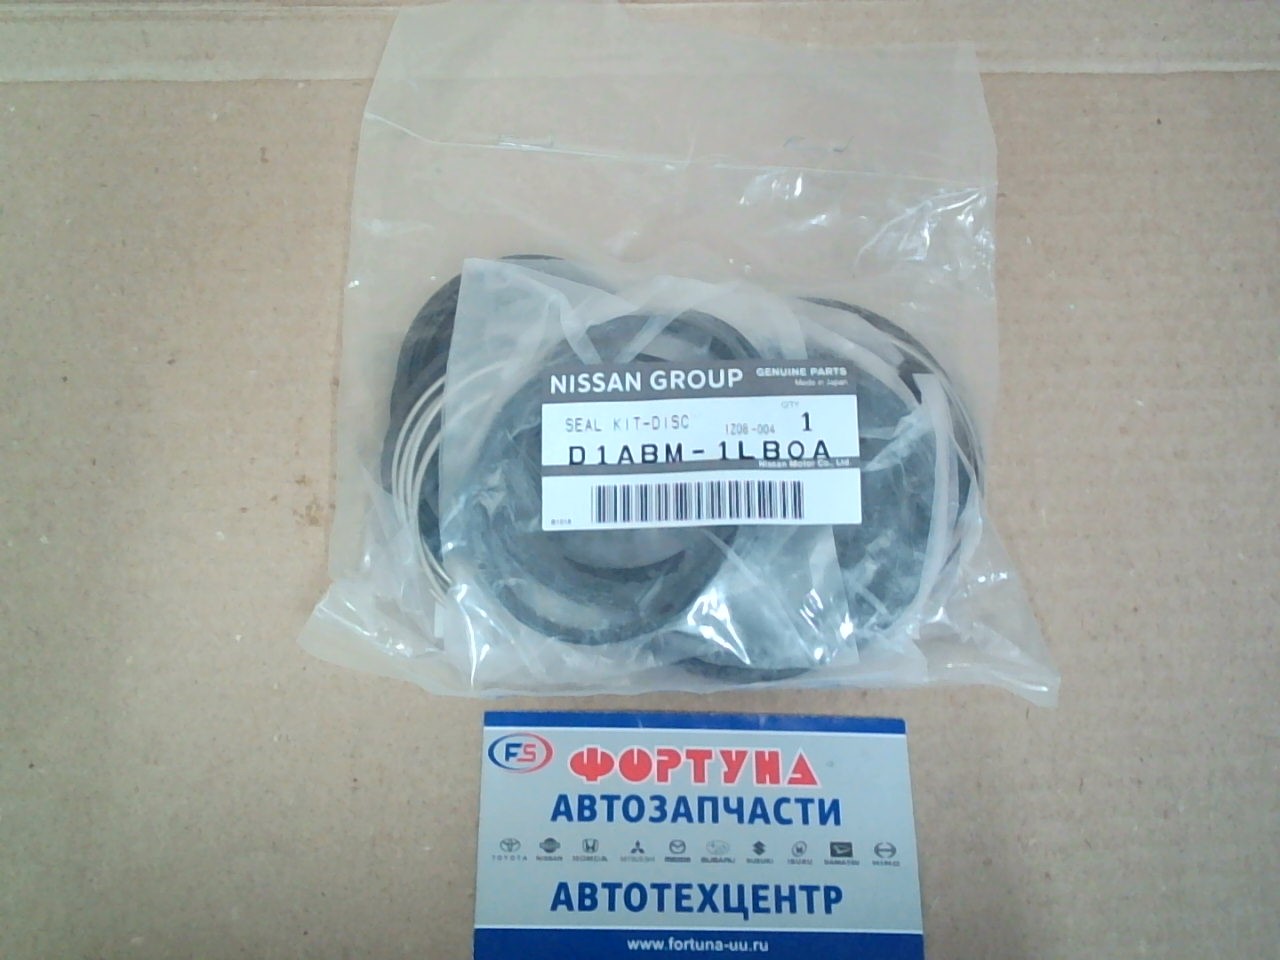 NISSAN GROUP GENUINE PARTS
Made in Japan
SEAL KIT-DISC 1Z08-004 QTY 1
D1ABM-1LB0A
Nissan Motor Co., Ltd.
FS ФОРТУНА
АВТОЗАПЧАСТИ
TOYOTA NISSAN HONDA MITSUBISHI MAZDA SUBARU SUZUKI ISUZU DAIHATSU HINO
АВТОТЕХЦЕНТР
www.fortuna-uu.ru